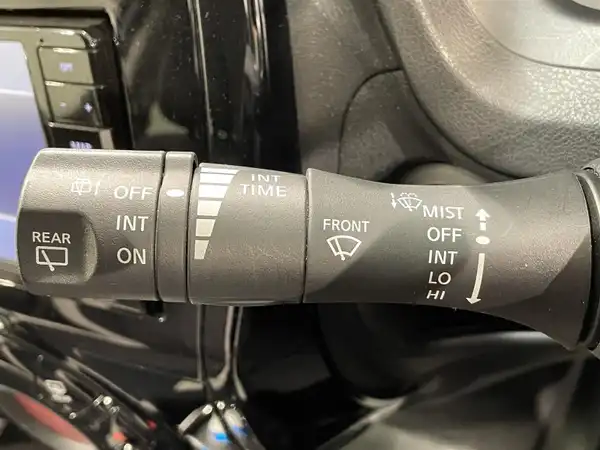 OFF
INT
ON
REAR
INT
TIME
FRONT
MIST
OFF
INT
LO
HI